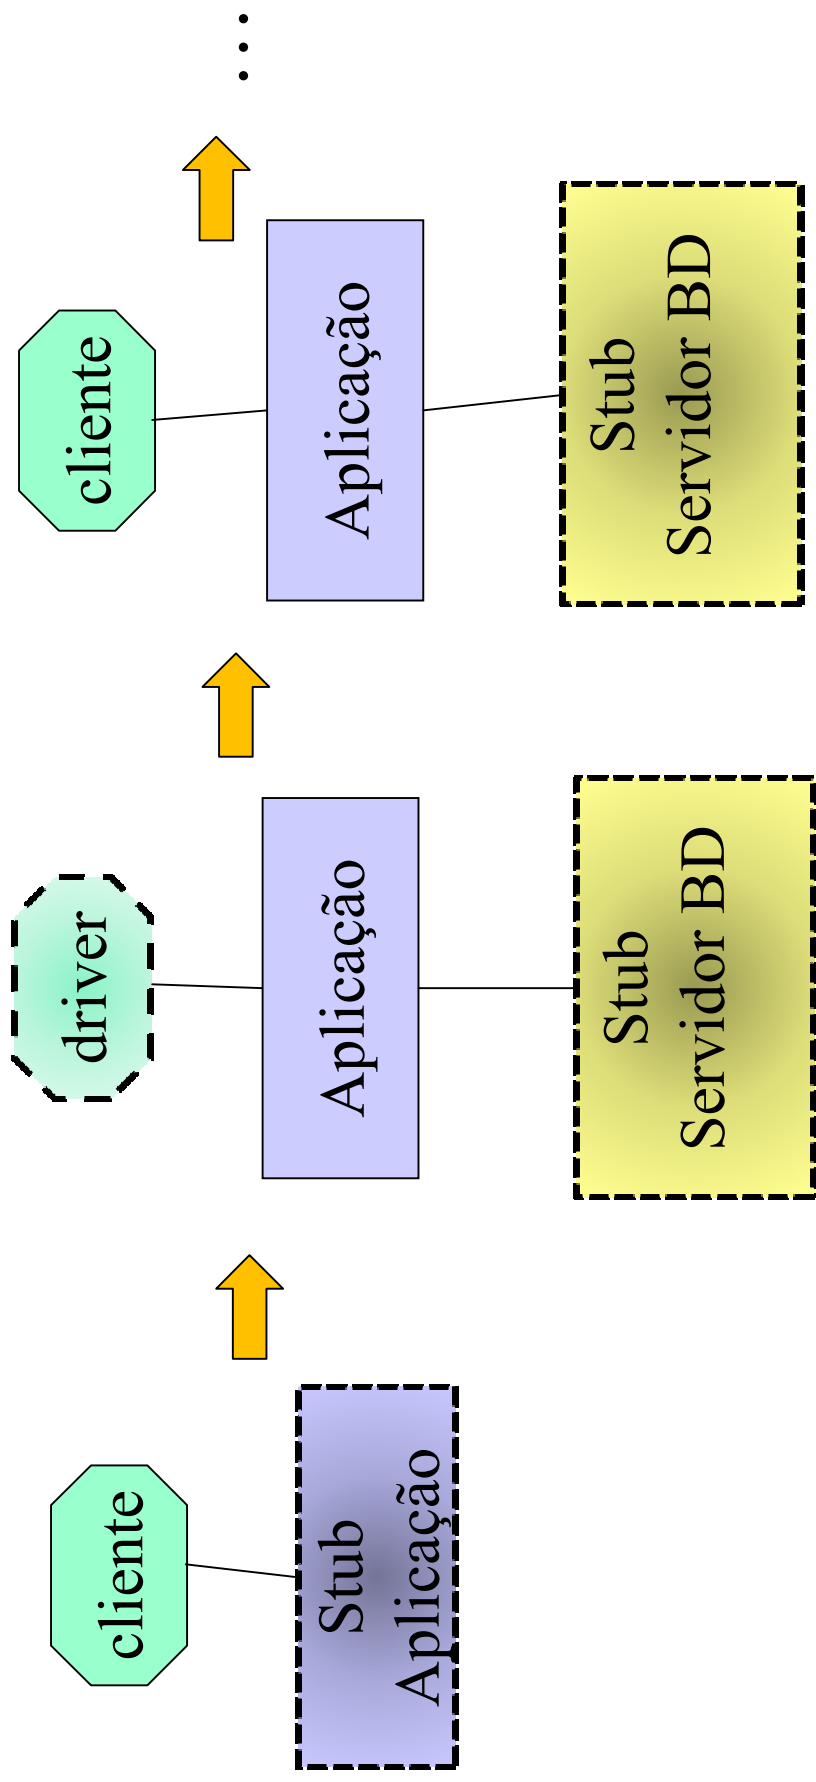 cliente
Stub
Aplicação
driver
Aplicação
Stub
Servidor BD
cliente
Aplicação
Stub
Servidor BD
...